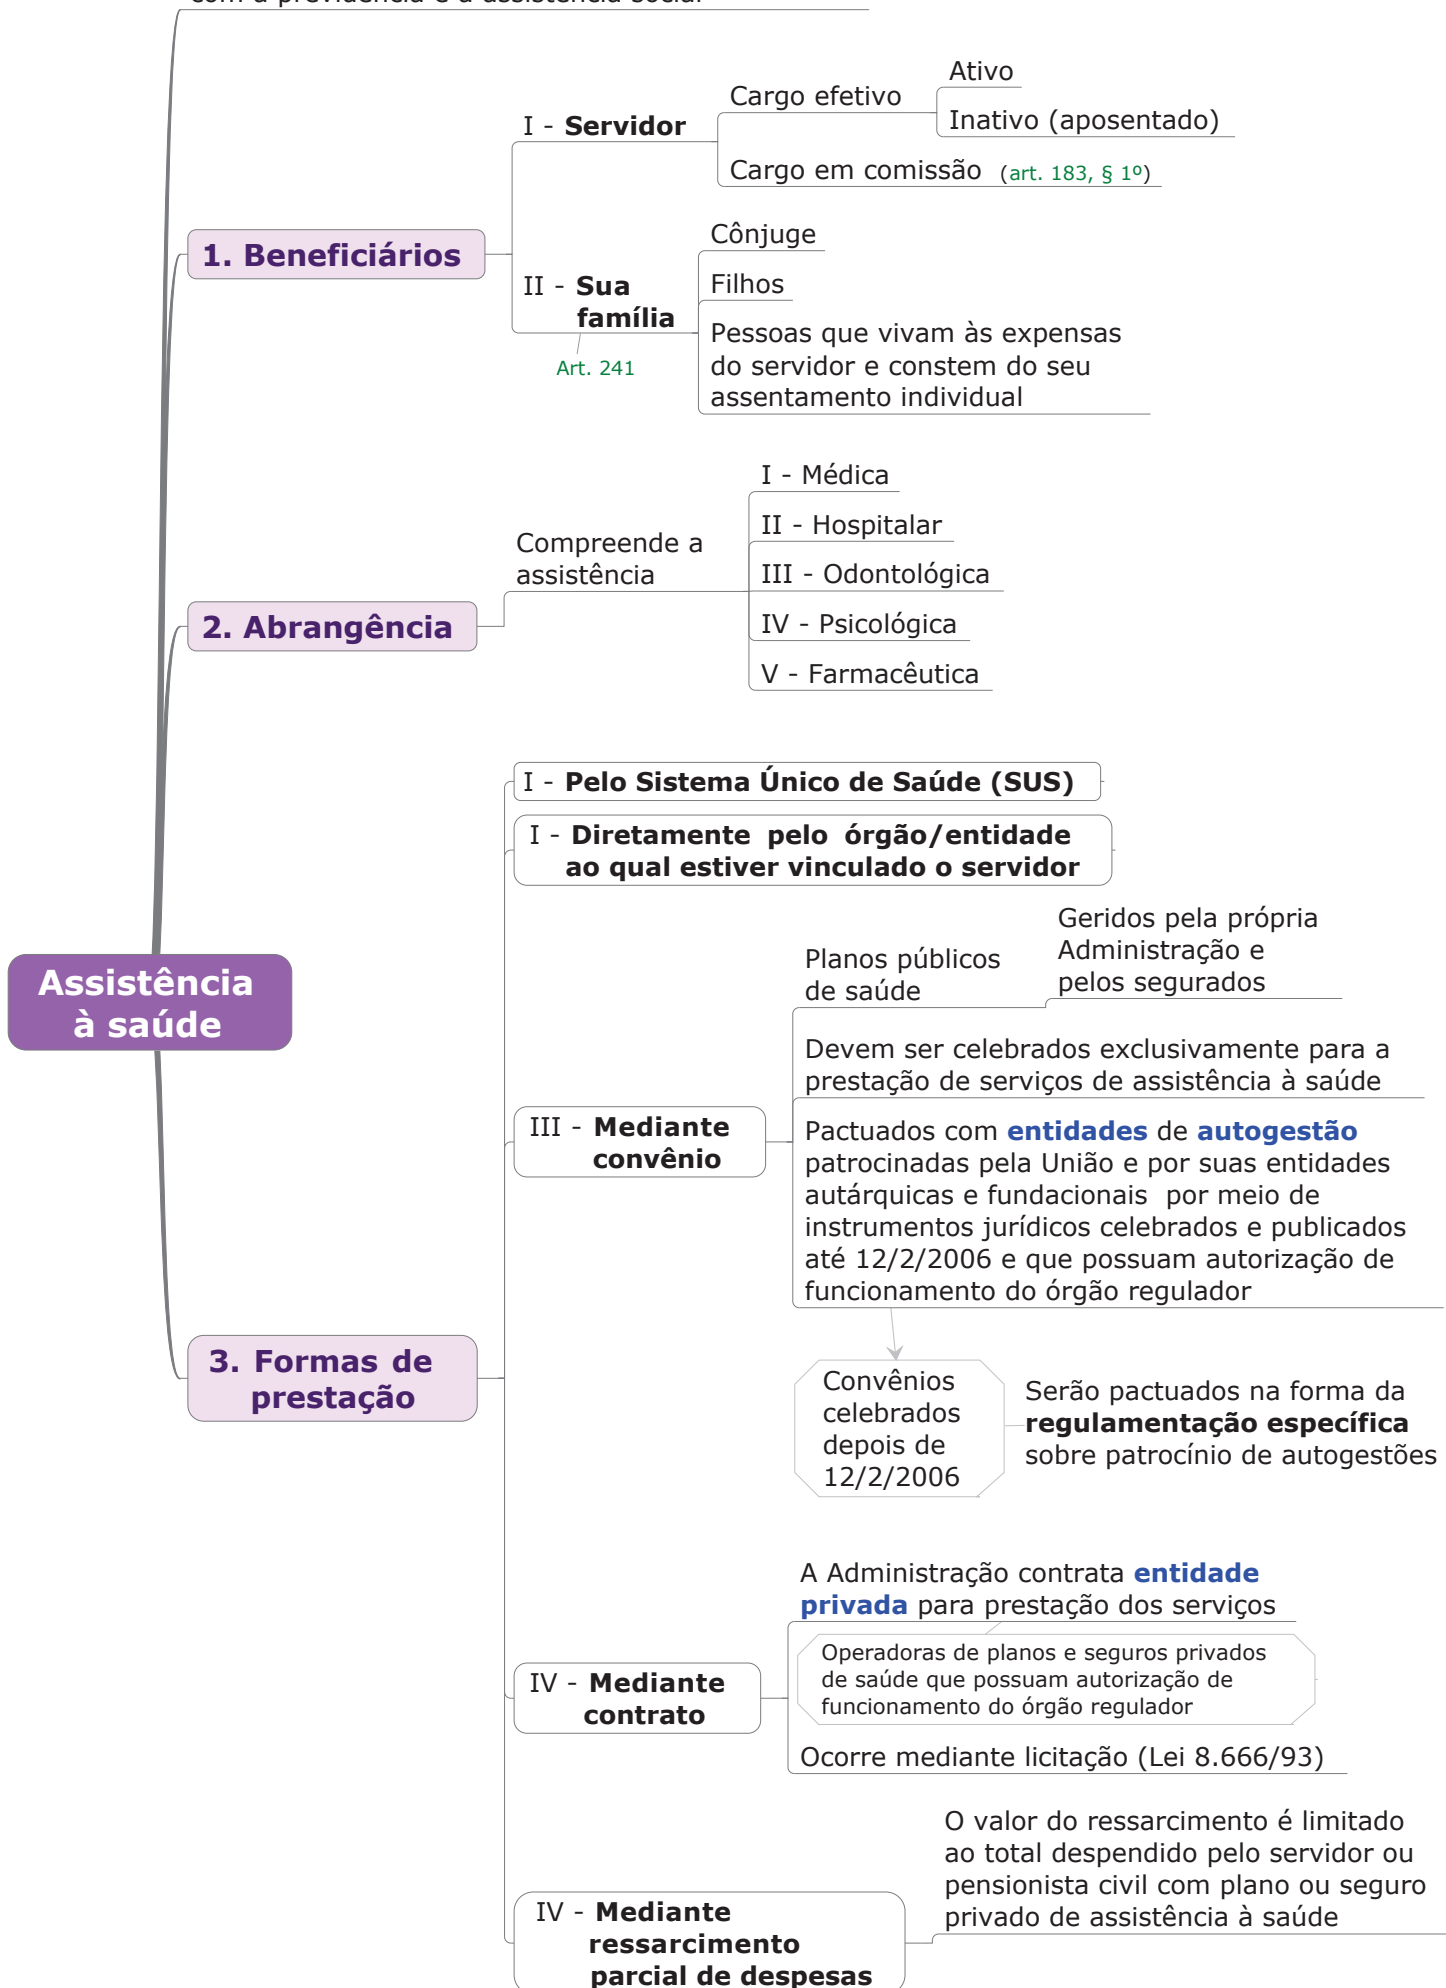 com a previdência e a assistência social
Assistência
à saúde
1. Beneficiários
I - Servidor
Cargo efetivo
Ativo
Inativo (aposentado)
Cargo em comissão (art. 183, § 1º)
II - Sua
família
Art. 241
Cônjuge
Filhos
Pessoas que vivam às expensas
do servidor e constem do seu
assentamento individual
2. Abrangência
Compreende a
assistência
I - Médica
II - Hospitalar
III - Odontológica
IV - Psicológica
V - Farmacêutica
3. Formas de
prestação
I - Pelo Sistema Único de Saúde (SUS)
I - Diretamente pelo órgão/entidade
ao qual estiver vinculado o servidor
III - Mediante
convênio
Planos públicos
de saúde
Geridos pela própria
Administração e
pelos segurados
Devem ser celebrados exclusivamente para a
prestação de serviços de assistência à saúde
Pactuados com entidades de autogestão
patrocinadas pela União e por suas entidades
autárquicas e fundacionais por meio de
instrumentos jurídicos celebrados e publicados
até 12/2/2006 e que possuam autorização de
funcionamento do órgão regulador
Convênios
celebrados
depois de
12/2/2006
Serão pactuados na forma da
regulamentação específica
sobre patrocínio de autogestões
IV - Mediante
contrato
A Administração contrata entidade
privada para prestação dos serviços
Operadoras de planos e seguros privados
de saúde que possuam autorização de
funcionamento do órgão regulador
Ocorre mediante licitação (Lei 8.666/93)
IV - Mediante
ressarcimento
parcial de despesas
O valor do ressarcimento é limitado
ao total despendido pelo servidor ou
pensionista civil com plano ou seguro
privado de assistência à saúde